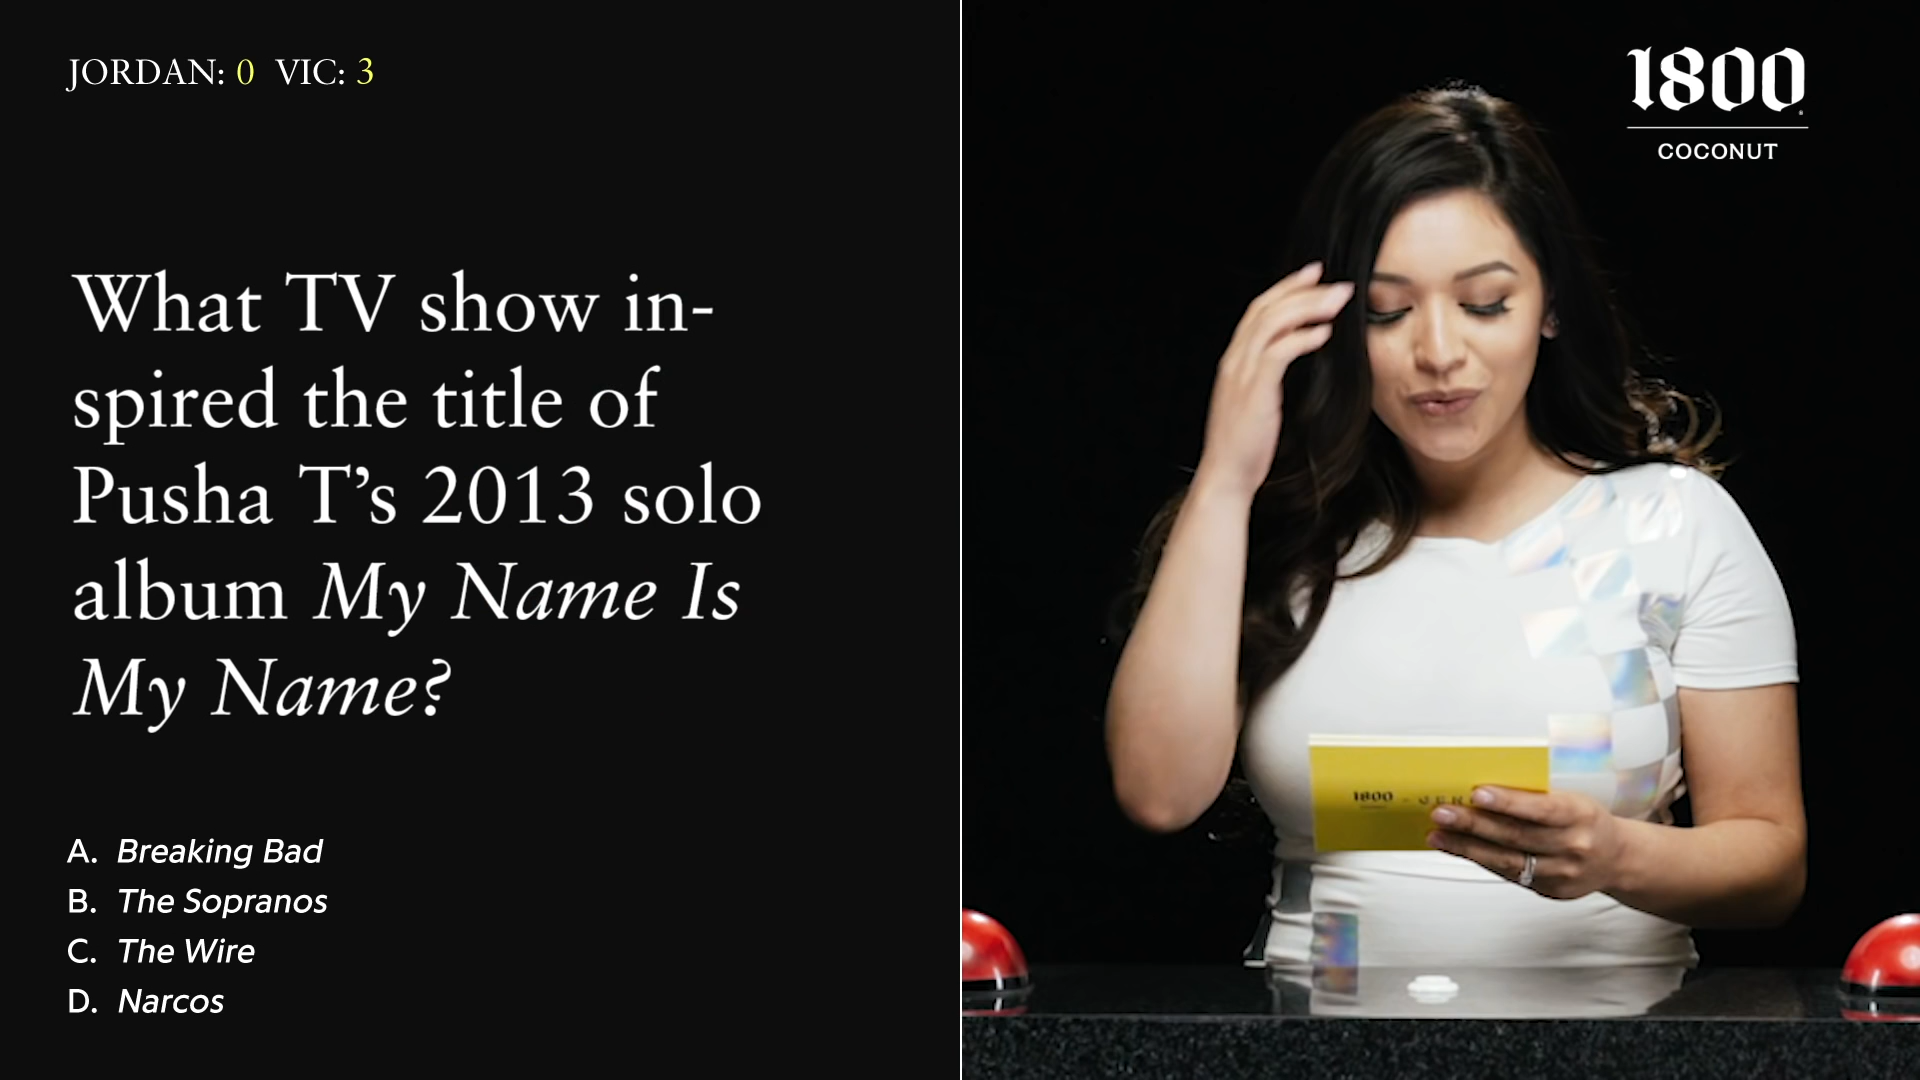 JORDAN: 0 VIC: 3
What TV show in-
spired the title of
Pusha T’s 2013 solo
album My Name Is
My Name?
A. Breaking Bad
B. The Sopranos
C. The Wire
D. Narcos
1800
COCONUT
1800